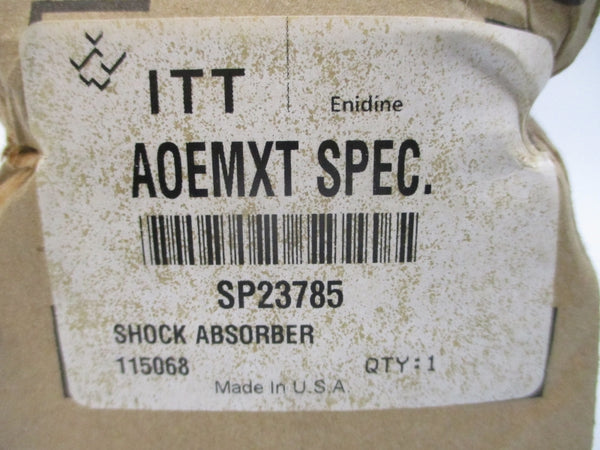 ITT Enidine
AOEMXT SPEC.
SP23785
SHOCK ABSORBER
115068 QTY:1
Made In U.S.A